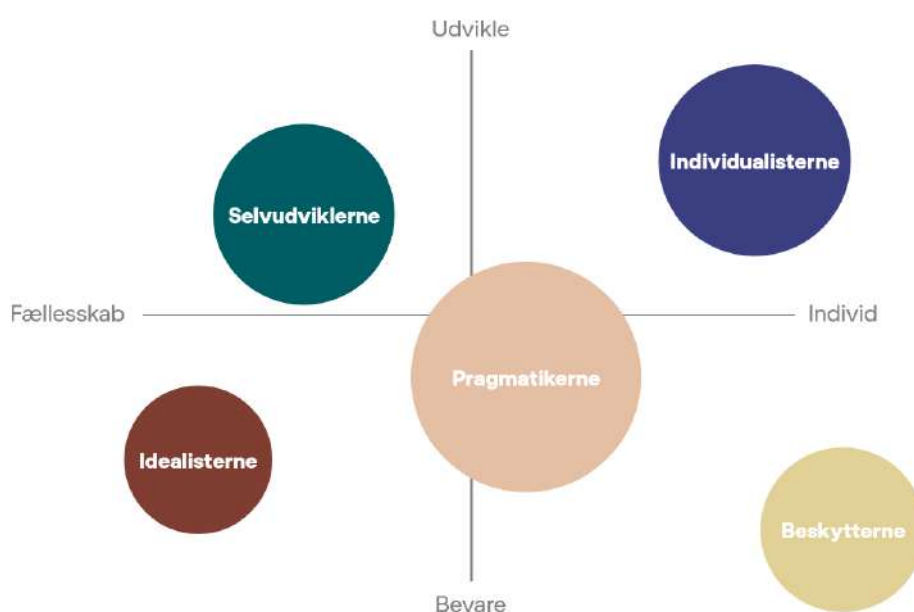 Udvikle
Individualisterne
Selvudviklerne
Fællesskab
Individ
Pragmatikerne
Idealisterne
Beskytterne
Bevare